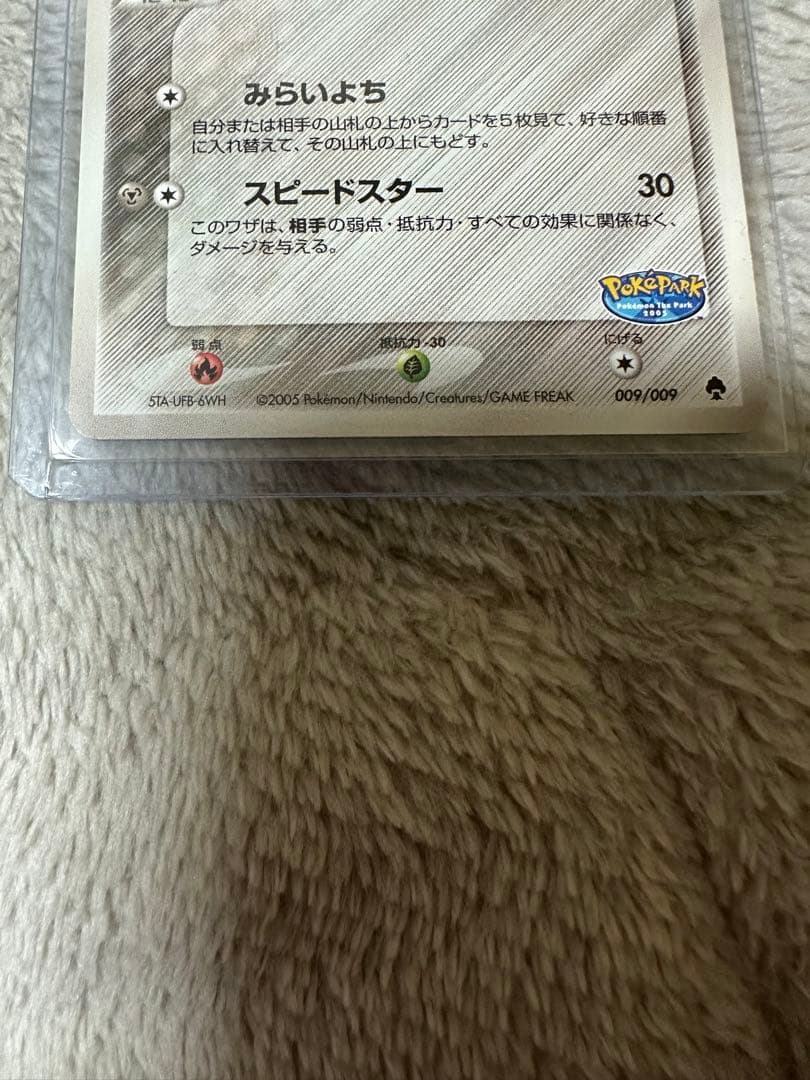 みらいよち
自分または相手の山札の上からカードを5枚見て、好きな順番
に入れ替えて、その山札の上にもどす。
スピードスター 30
このワザは、相手の弱点・抵抗力・すべての効果に関係なく、
ダメージを与える。
POKéPARK
Pokémon The Park
2005
弱点 抵抗力 -30 にげる
5TA-UFB-6WH ©2005 Pokémon/Nintendo/Creatures/GAME FREAK 009/009